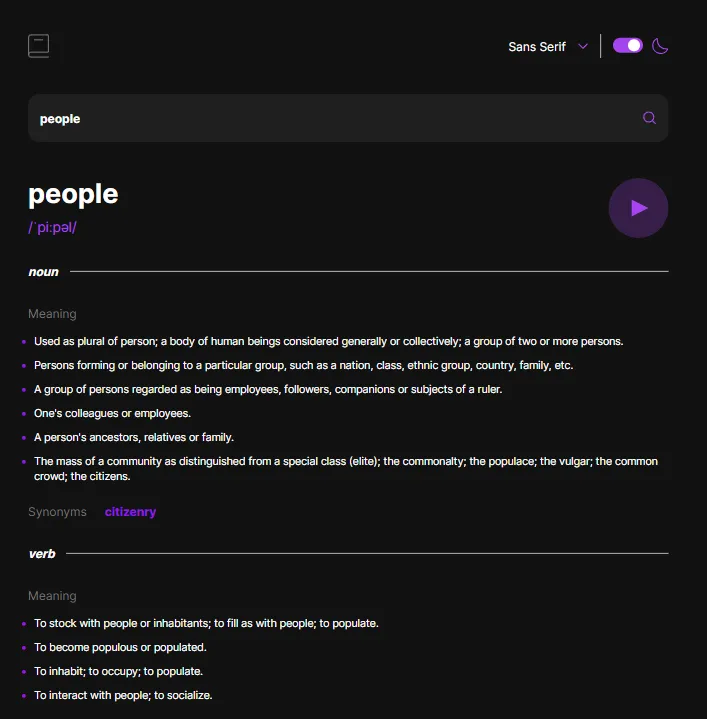 Sans Serif
people
people
/ˈpiːpəl/
noun
Meaning
Used as plural of person; a body of human beings considered generally or collectively; a group of two or more persons.
Persons forming or belonging to a particular group, such as a nation, class, ethnic group, country, family, etc.
A group of persons regarded as being employees, followers, companions or subjects of a ruler.
One's colleagues or employees.
A person's ancestors, relatives or family.
The mass of a community as distinguished from a special class (elite); the commonalty; the populace; the vulgar; the common
crowd; the citizens.
Synonyms citizenry
verb
Meaning
To stock with people or inhabitants; to fill as with people; to populate.
To become populous or populated.
To inhabit; to occupy; to populate.
To interact with people; to socialize.